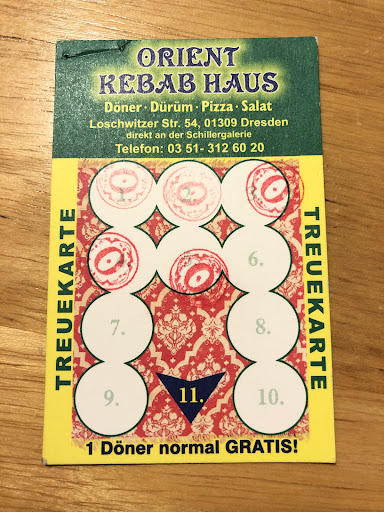 ORIENT
KEBAB HAUS
Döner · Dürüm · Pizza · Salat
Loschwitzer Str. 54, 01309 Dresden
direkt an der Schillergalerie
Telefon: 03 51- 312 60 20
TREUEKARTE
TREUEKARTE
1. 2. 3.
6.
7. 8.
9. 11. 10.
1 Döner normal GRATIS!